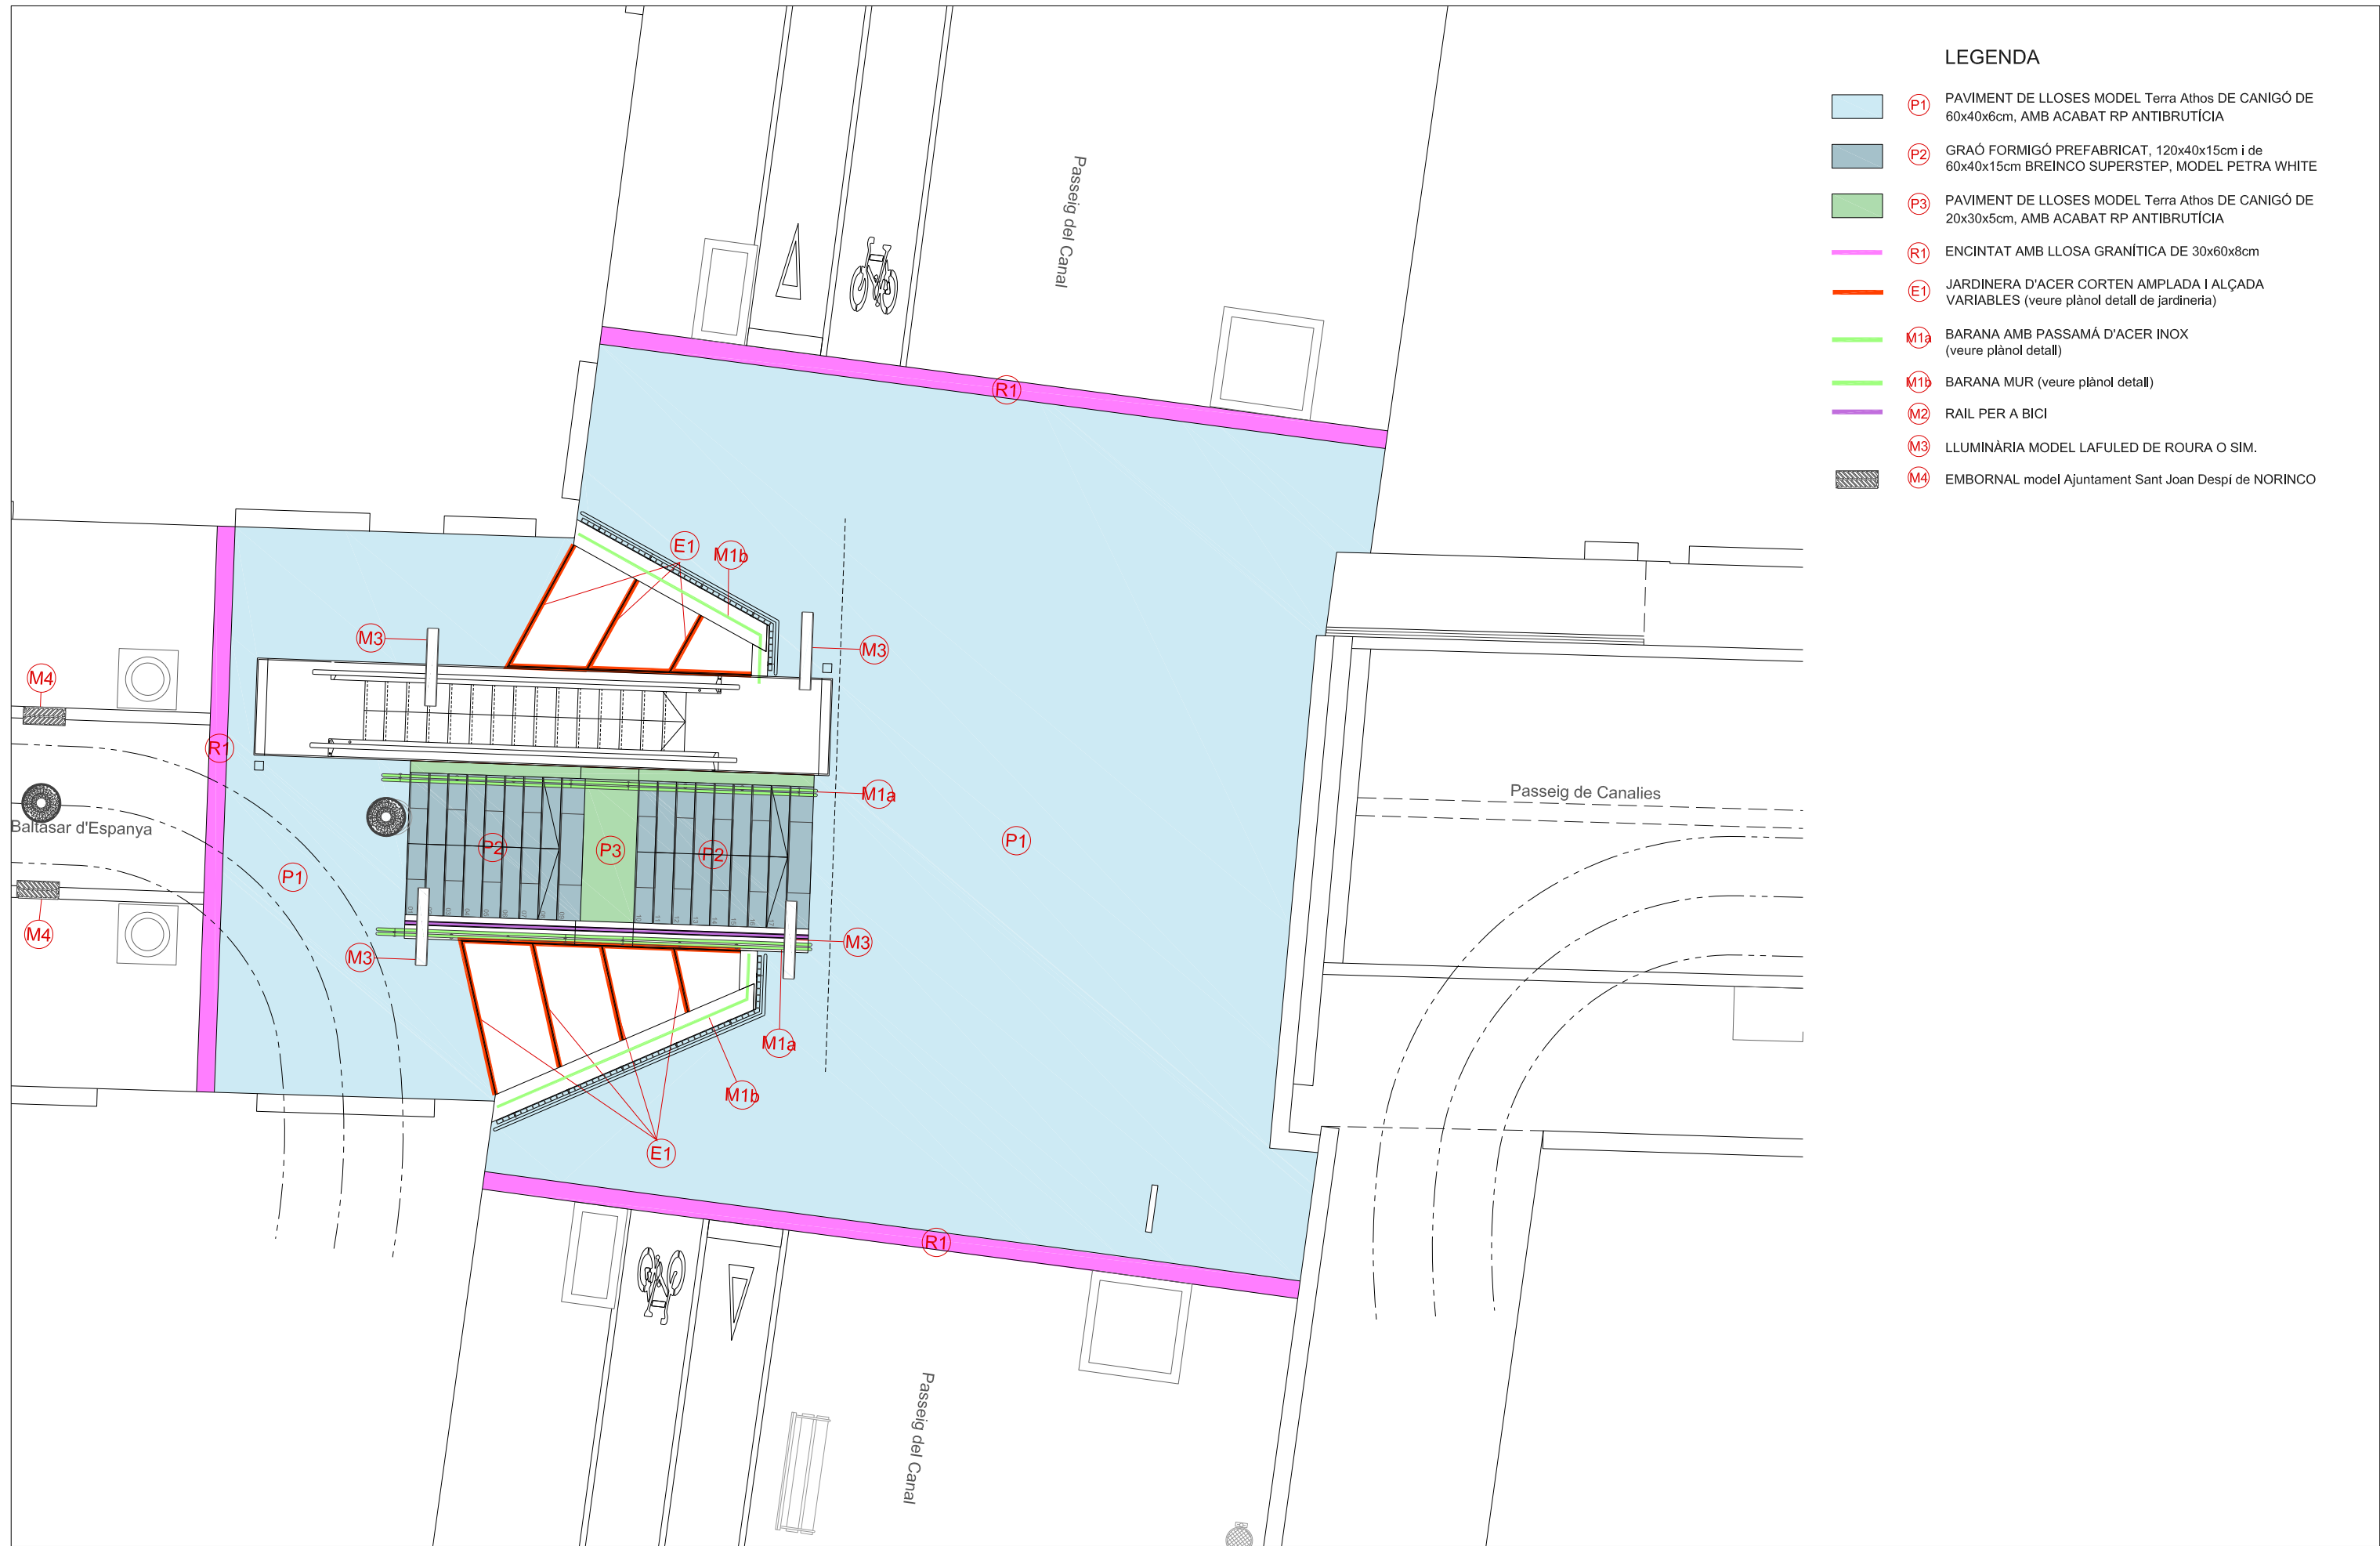 LEGENDA
P1 PAVIMENT DE LLOSES MODEL Terra Athos DE CANIGÓ DE
60x40x6cm, AMB ACABAT RP ANTIBRUTÍCIA
P2 GRAÓ FORMIGÓ PREFABRICAT, 120x40x15cm i de
60x40x15cm BREINCO SUPERSTEP, MODEL PETRA WHITE
P3 PAVIMENT DE LLOSES MODEL Terra Athos DE CANIGÓ DE
20x30x5cm, AMB ACABAT RP ANTIBRUTÍCIA
R1 ENCINTAT AMB LLOSA GRANÍTICA DE 30x60x8cm
E1 JARDINERA D'ACER CORTEN AMPLADA I ALÇADA
VARIABLES (veure plànol detall de jardineria)
M1a BARANA AMB PASSAMÁ D'ACER INOX
(veure plànol detall)
M1b BARANA MUR (veure plànol detall)
M2 RAIL PER A BICI
M3 LLUMINÀRIA MODEL LAFULED DE ROURA O SIM.
M4 EMBORNAL model Ajuntament Sant Joan Despí de NORINCO
Passeig del Canal
R1
E1
M1b
M3
M3
M4
R1
M1a
Passeig de Canalies
Baltasar d'Espanya
P2
P3
P2
P1
P1
M4
M3
M3
M1a
M1b
E1
R1
Passeig del Canal